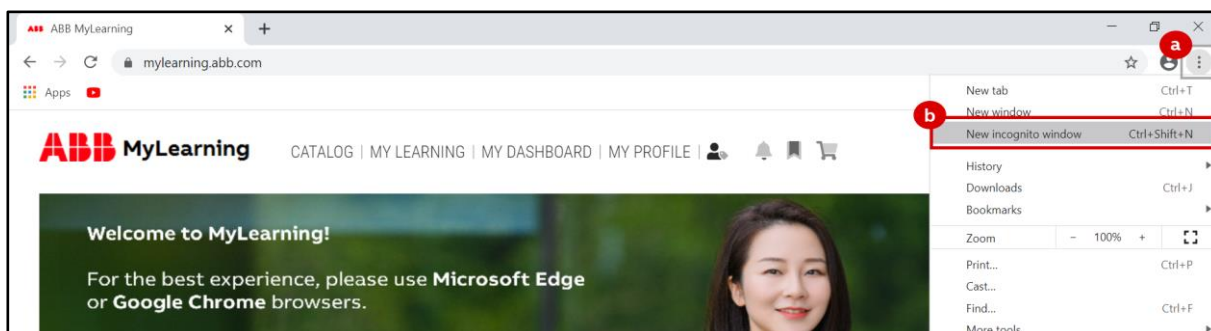 ABB MyLearning
a
mylearning.abb.com
Apps
New tab Ctrl+T
New window Ctrl+N
b
New incognito window Ctrl+Shift+N
ABB MyLearning CATALOG | MY LEARNING | MY DASHBOARD | MY PROFILE |
History
Downloads Ctrl+J
Bookmarks
Zoom - 100% +
Print... Ctrl+P
Cast...
Find... Ctrl+F
More tools
Welcome to MyLearning!
For the best experience, please use Microsoft Edge
or Google Chrome browsers.